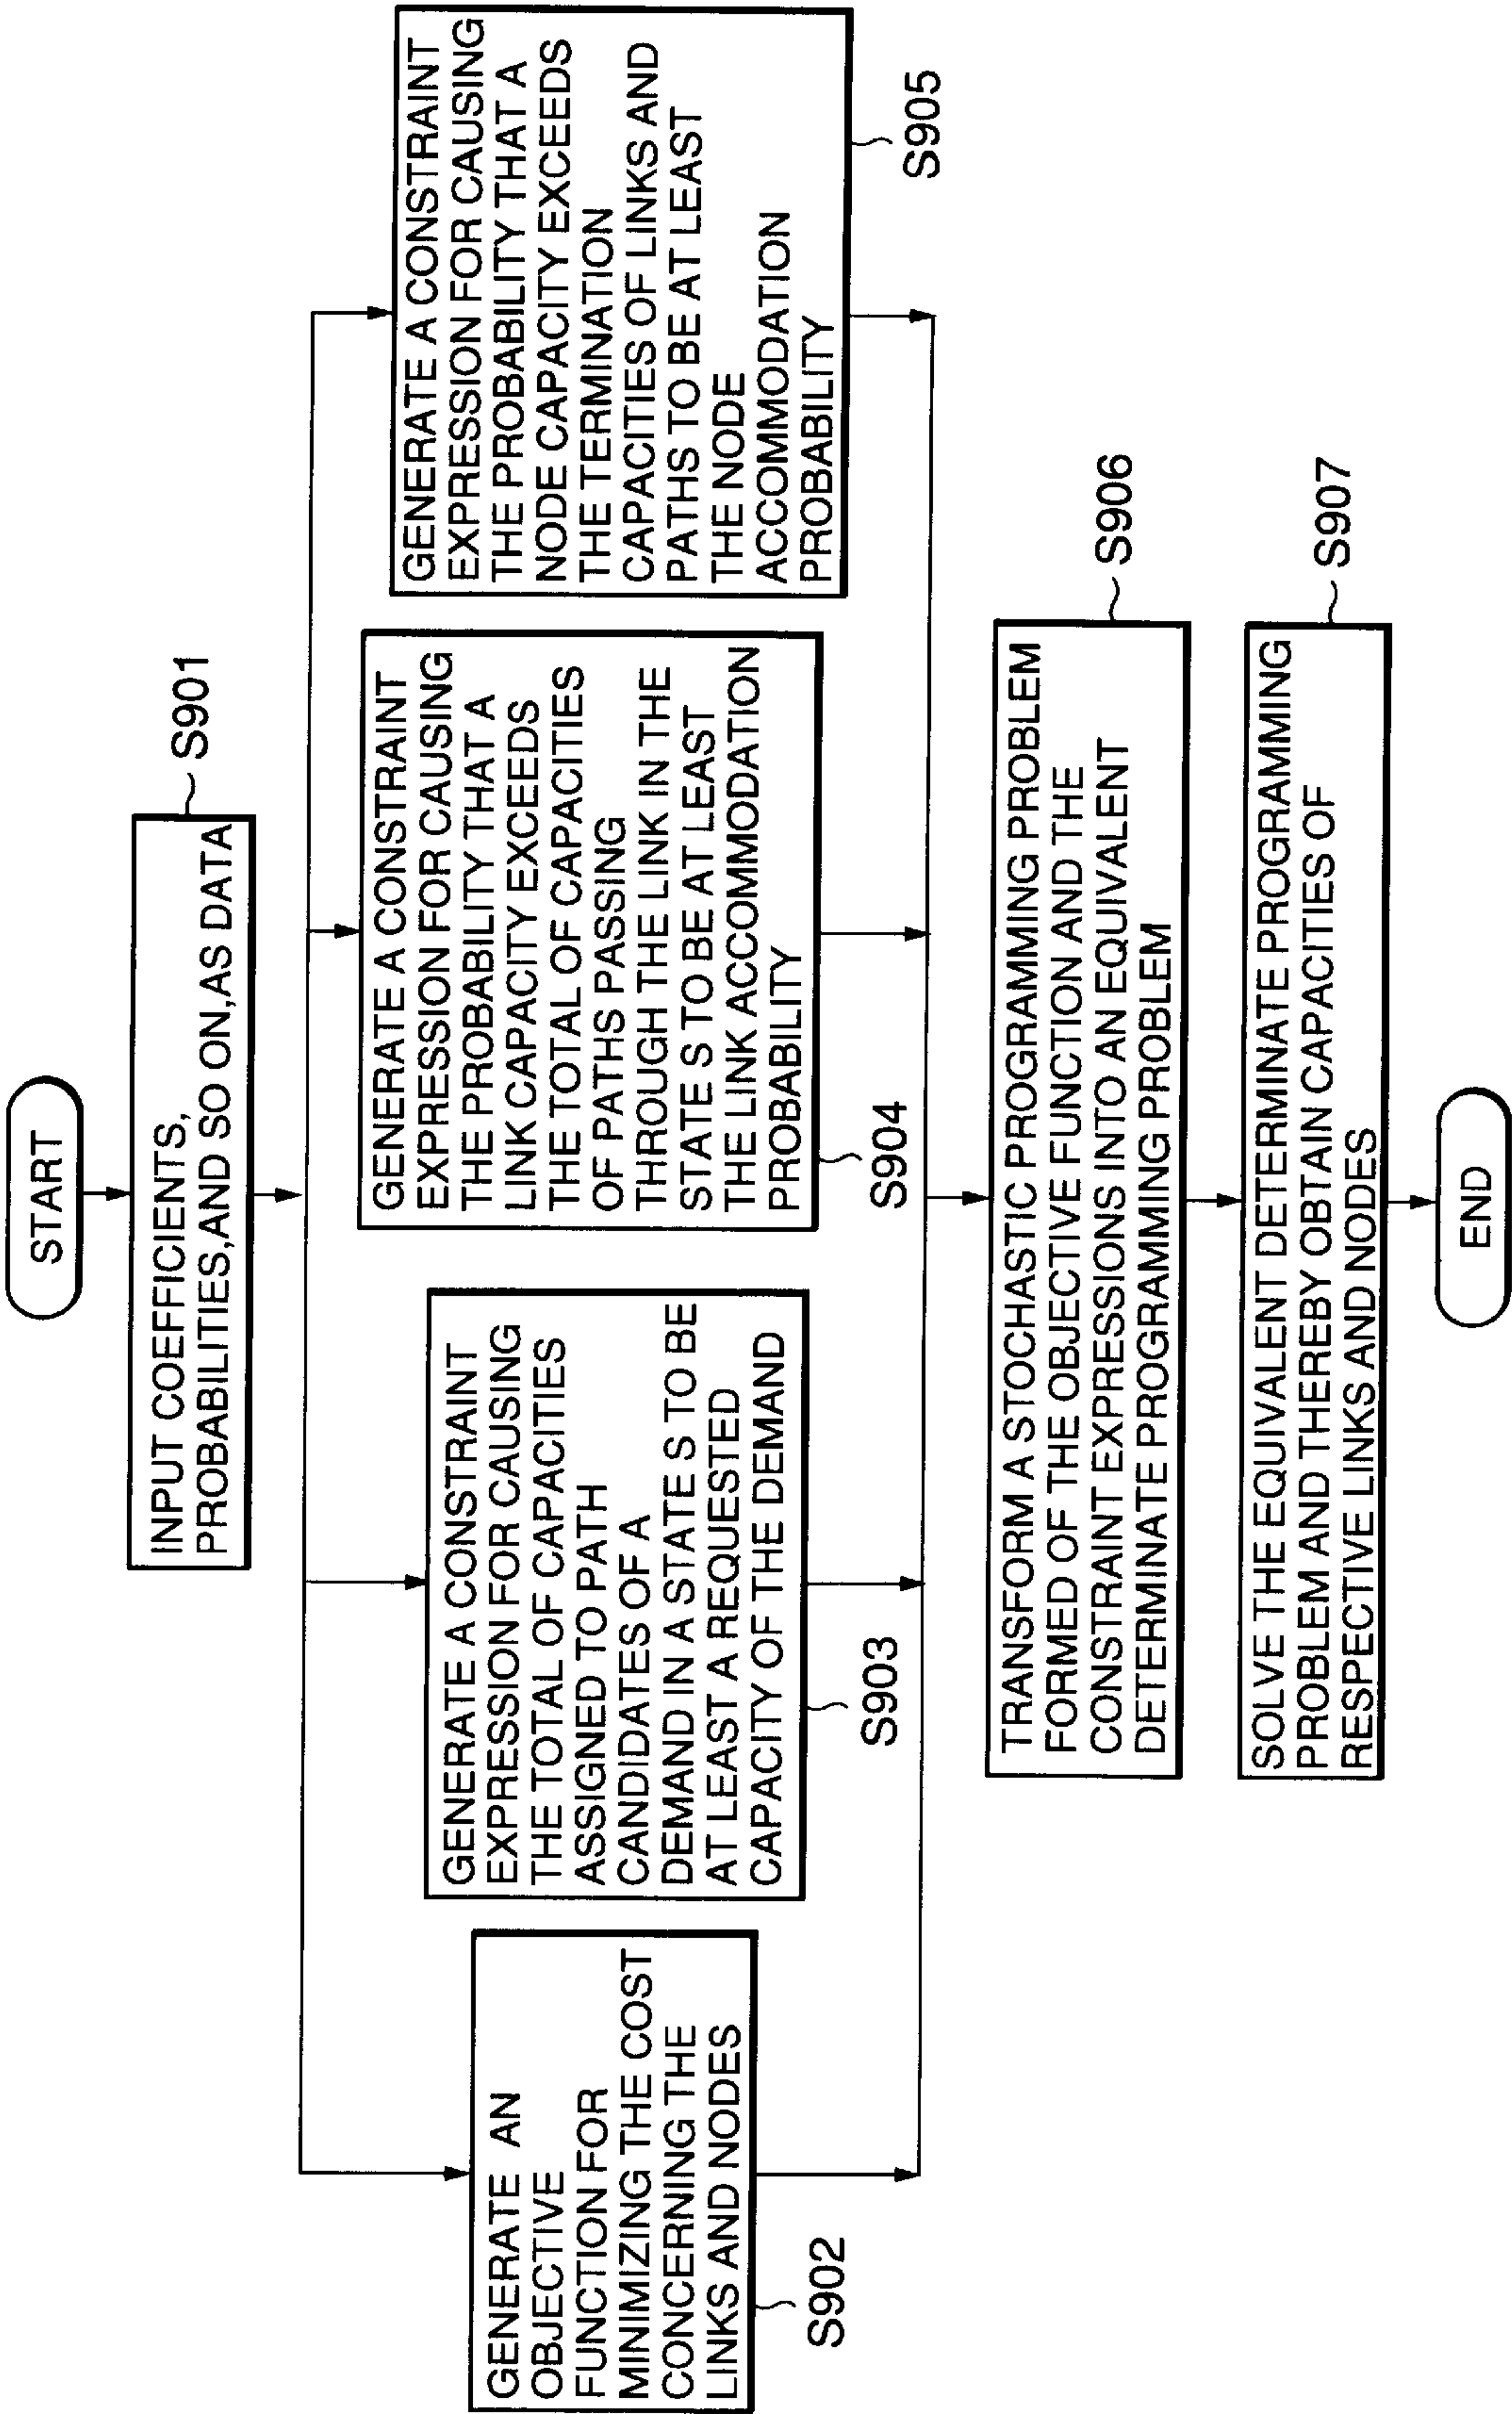 START
INPUT COEFFICIENTS,
PROBABILITIES,AND SO ON,AS DATA
S901
GENERATE AN
OBJECTIVE
FUNCTION FOR
MINIMIZING THE COST
CONCERNING THE
LINKS AND NODES
S902
GENERATE A CONSTRAINT
EXPRESSION FOR CAUSING
THE TOTAL OF CAPACITIES
ASSIGNED TO PATH
CANDIDATES OF A
DEMAND IN A STATE S TO BE
AT LEAST A REQUESTED
CAPACITY OF THE DEMAND
S903
GENERATE A CONSTRAINT
EXPRESSION FOR CAUSING
THE PROBABILITY THAT A
LINK CAPACITY EXCEEDS
THE TOTAL OF CAPACITIES
OF PATHS PASSING
THROUGH THE LINK IN THE
STATE S TO BE AT LEAST
THE LINK ACCOMMODATION
PROBABILITY
S904
GENERATE A CONSTRAINT
EXPRESSION FOR CAUSING
THE PROBABILITY THAT A
NODE CAPACITY EXCEEDS
THE TERMINATION
CAPACITIES OF LINKS AND
PATHS TO BE AT LEAST
THE NODE
ACCOMMODATION
PROBABILITY
S905
TRANSFORM A STOCHASTIC PROGRAMMING PROBLEM
FORMED OF THE OBJECTIVE FUNCTION AND THE
CONSTRAINT EXPRESSIONS INTO AN EQUIVALENT
DETERMINATE PROGRAMMING PROBLEM
S906
SOLVE THE EQUIVALENT DETERMINATE PROGRAMMING
PROBLEM AND THEREBY OBTAIN CAPACITIES OF
RESPECTIVE LINKS AND NODES
S907
END